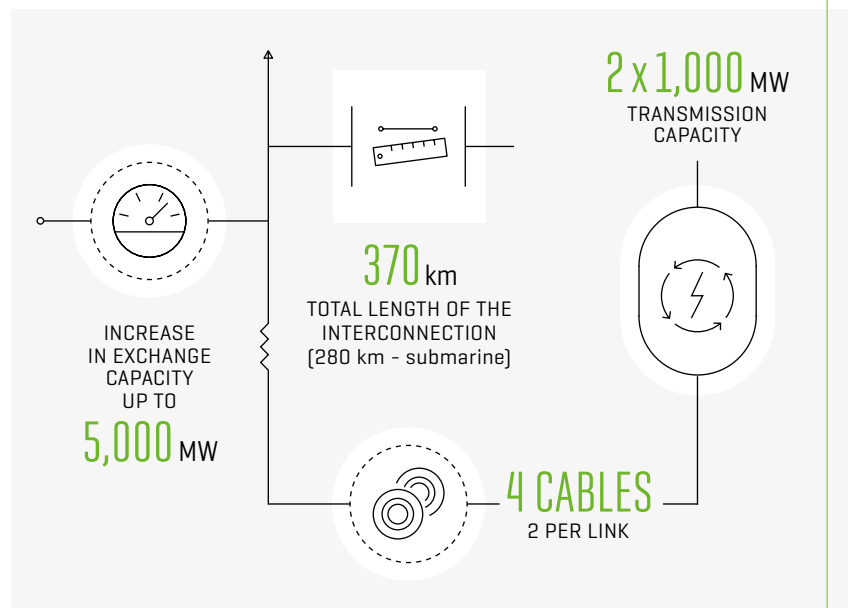 2 x 1,000 MW
TRANSMISSION
CAPACITY
370 km
TOTAL LENGTH OF THE
INTERCONNECTION
(280 km - submarine)
INCREASE
IN EXCHANGE
CAPACITY
UP TO
5,000 MW
4 CABLES
2 PER LINK